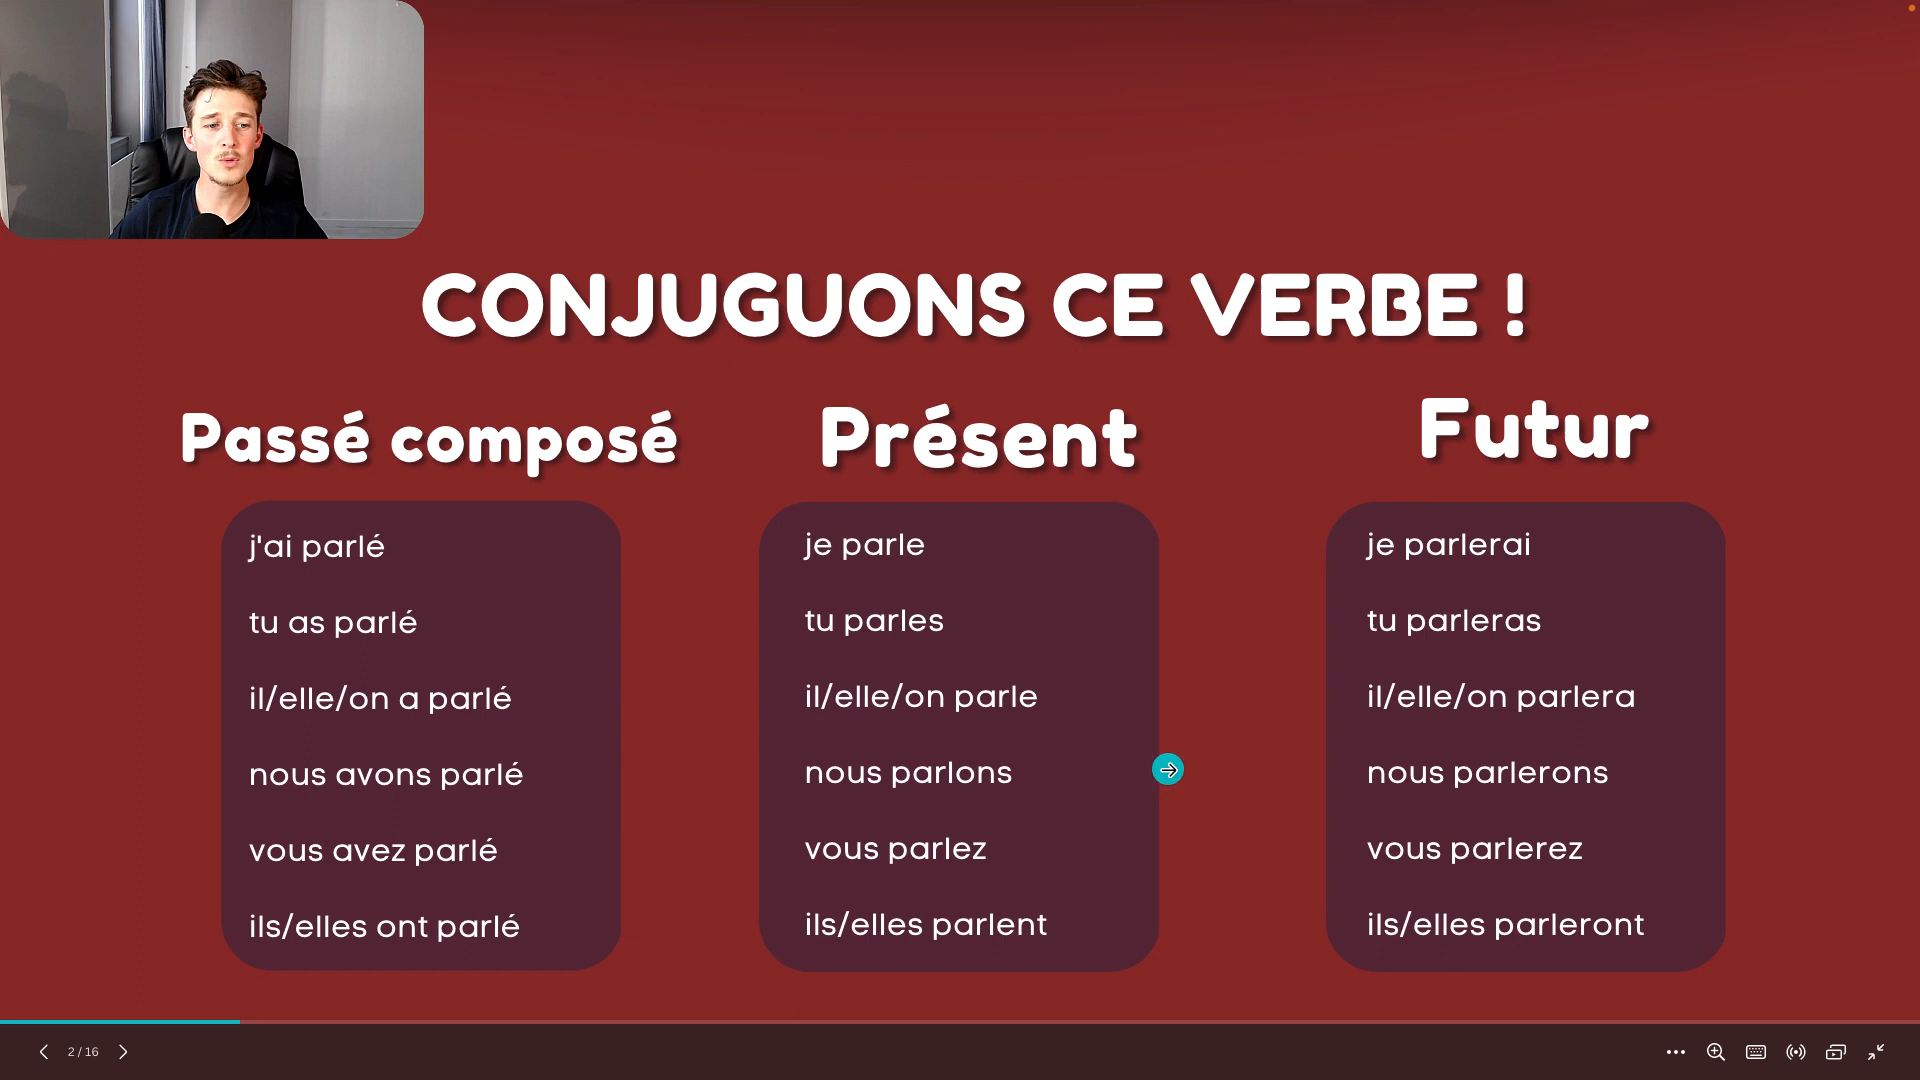 CONJUGUONS CE VERBE !
Passé composé
j'ai parlé
tu as parlé
il/elle/on a parlé
nous avons parlé
vous avez parlé
ils/elles ont parlé
Présent
je parle
tu parles
il/elle/on parle
nous parlons
vous parlez
ils/elles parlent
Futur
je parlerai
tu parleras
il/elle/on parlera
nous parlerons
vous parlerez
ils/elles parleront
2 / 16